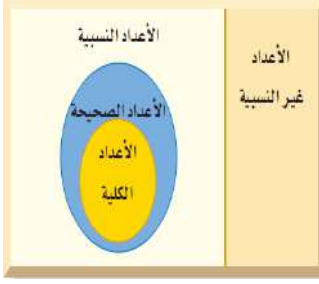 الأعداد النسبية
الأعداد
غير النسبية
الأعداد الصحيحة
الأعداد
الكلية